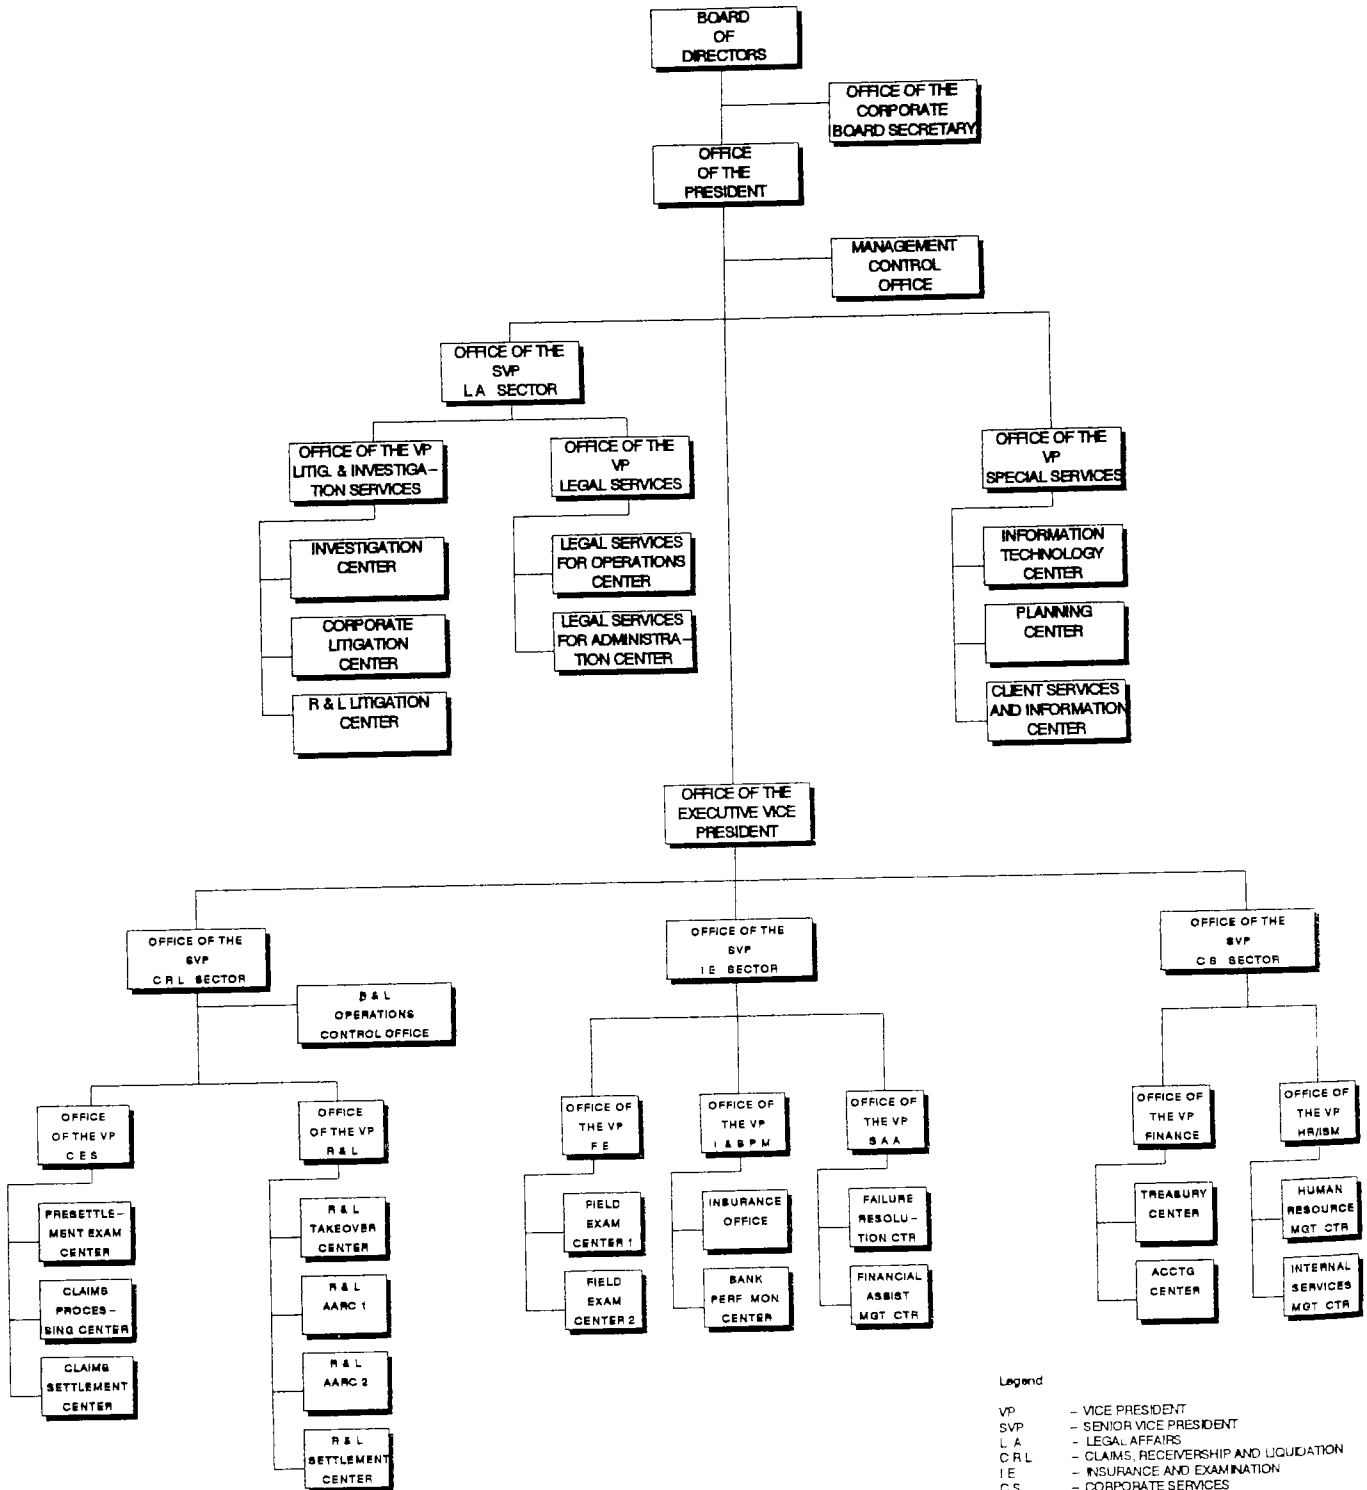 BOARD
OF
DIRECTORS
OFFICE OF THE
CORPORATE
BOARD SECRETARY
OFFICE
OF THE
PRESIDENT
MANAGEMENT
CONTROL
OFFICE
OFFICE OF THE
SVP
L A SECTOR
OFFICE OF THE VP
LITIG. & INVESTIGA–
TION SERVICES
INVESTIGATION
CENTER
CORPORATE
LITIGATION
CENTER
R & L LITIGATION
CENTER
OFFICE OF THE
VP
LEGAL SERVICES
LEGAL SERVICES
FOR OPERATIONS
CENTER
LEGAL SERVICES
FOR ADMINISTRA–
TION CENTER
OFFICE OF THE
VP
SPECIAL SERVICES
INFORMATION
TECHNOLOGY
CENTER
PLANNING
CENTER
CLIENT SERVICES
AND INFORMATION
CENTER
OFFICE OF THE
EXECUTIVE VICE
PRESIDENT
OFFICE OF THE
SVP
C R L SECTOR
OPERATIONS
CONTROL OFFICE
OFFICE
OF THE VP
C E S
PRESETTLE–
MENT EXAM
CENTER
CLAIMS
PROCES–
SING CENTER
CLAIMS
SETTLEMENT
CENTER
OFFICE
OF THE VP
R & L
R & L
TAKEOVER
CENTER
R & L
AARC 1
R & L
AARC 2
R & L
SETTLEMENT
CENTER
OFFICE OF THE
SVP
I E SECTOR
OFFICE OF
THE VP
F E
FIELD
EXAM
CENTER 1
FIELD
EXAM
CENTER 2
OFFICE OF
THE VP
I & B P M
INSURANCE
OFFICE
BANK
PERF MON
CENTER
OFFICE OF
THE VP
S A A
FAILURE
RESOLU–
TION CTR
FINANCIAL
ASSIST
MGT CTR
OFFICE OF THE
SVP
C S SECTOR
OFFICE OF
THE VP
FINANCE
TREASURY
CENTER
ACCTG
CENTER
OFFICE OF
THE VP
HR/ISM
HUMAN
RESOURCE
MGT CTR
INTERNAL
SERVICES
MGT CTR
Legend
VP – VICE PRESIDENT
SVP – SENIOR VICE PRESIDENT
L A – LEGAL AFFAIRS
C R L – CLAIMS, RECEIVERSHIP AND LIQUIDATION
I E – INSURANCE AND EXAMINATION
C S – CORPORATE SERVICES